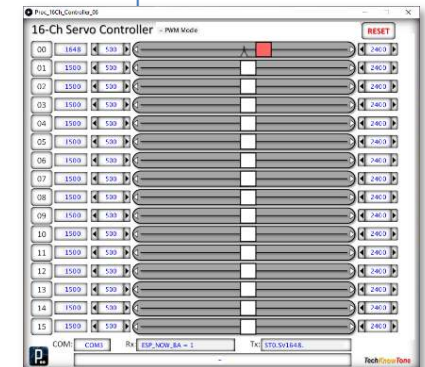 Proc_16Ch_Controller_06
16-Ch Servo Controller - PWM Mode RESET
00 1648 500 2400
01 1500 500 2400
02 1500 500 2400
03 1500 500 2400
04 1500 500 2400
05 1500 500 2400
06 1500 500 2400
07 1500 500 2400
08 1500 500 2400
09 1500 500 2400
10 1500 500 2400
11 1500 500 2400
12 1500 500 2400
13 1500 500 2400
14 1500 500 2400
15 1500 500 2400
COM: COM3 Rx: ESP_NOW_BA = 1 Tx: ST0.SV1648.
P.. - TechKnowTone